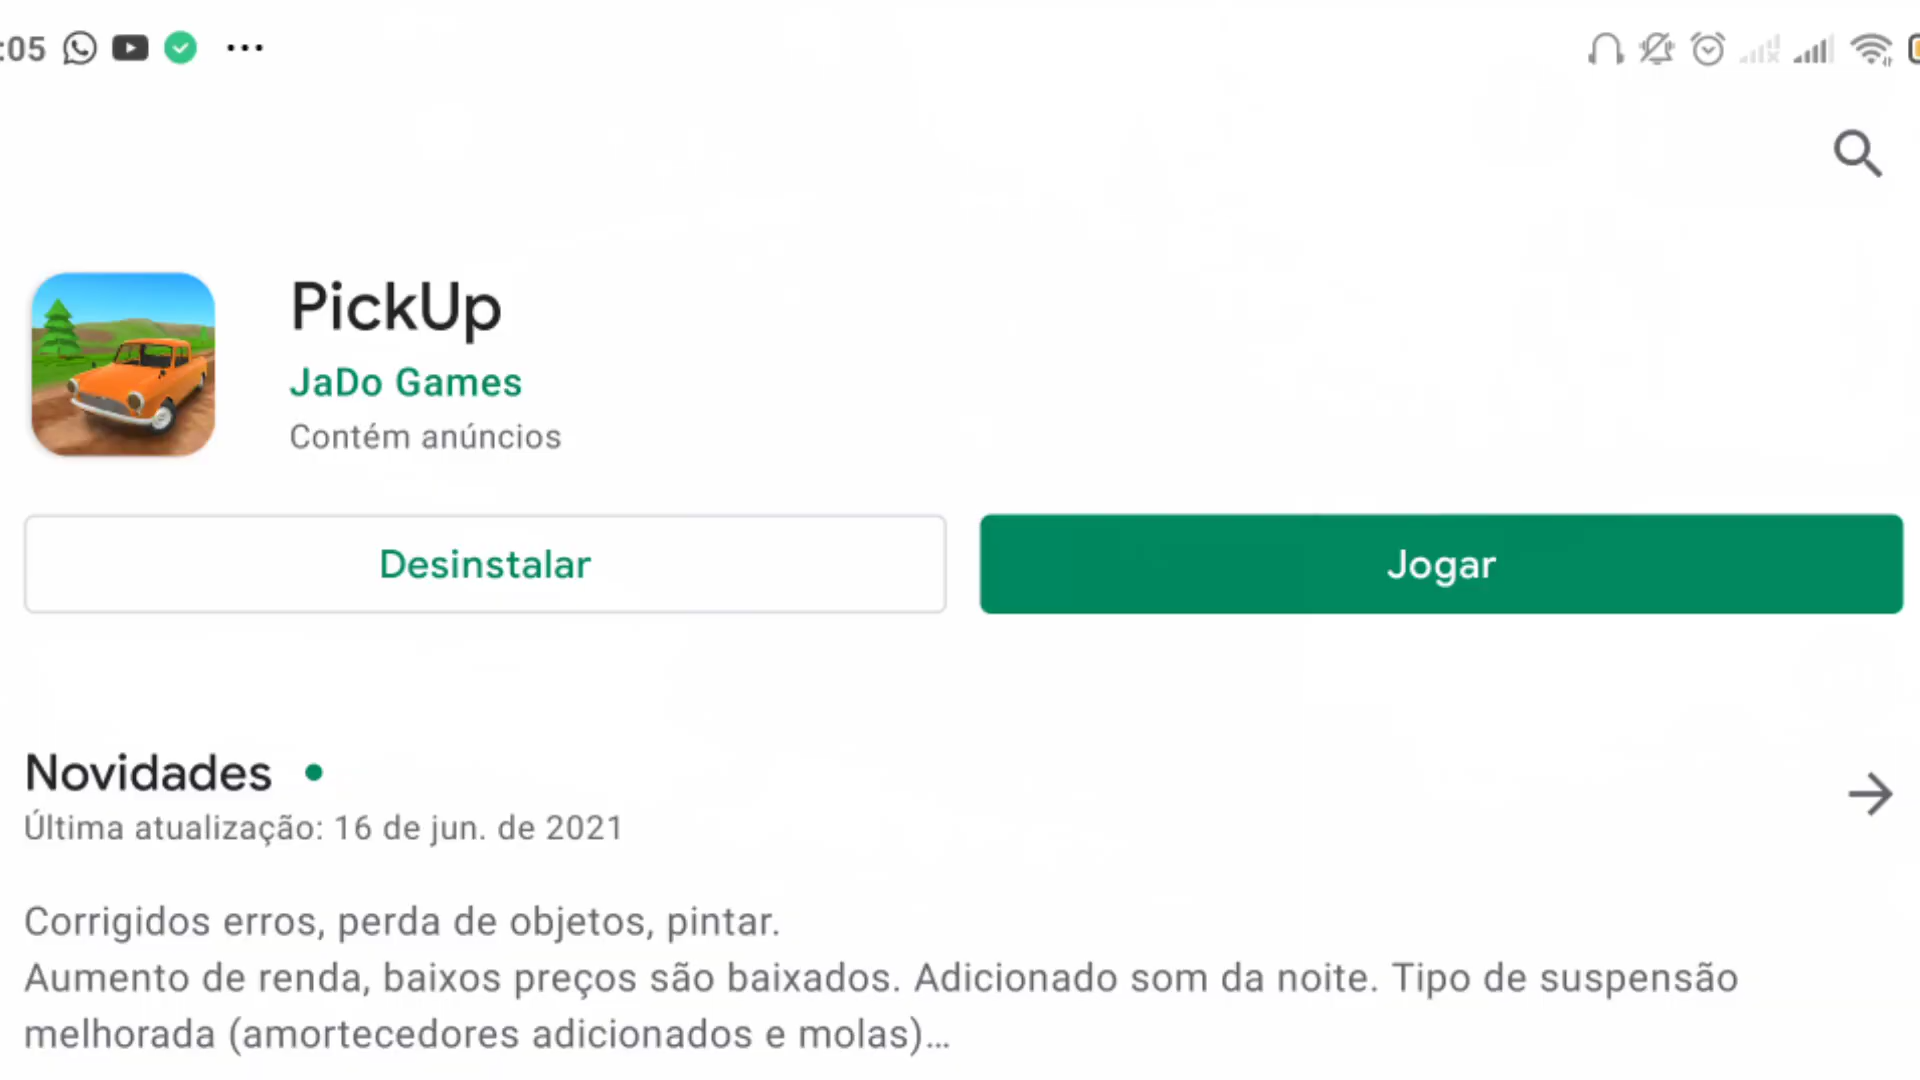 :05
PickUp
JaDo Games
Contém anúncios
Desinstalar
Jogar
Novidades
Última atualização: 16 de jun. de 2021
Corrigidos erros, perda de objetos, pintar.
Aumento de renda, baixos preços são baixados. Adicionado som da noite. Tipo de suspensão
melhorada (amortecedores adicionados e molas)...